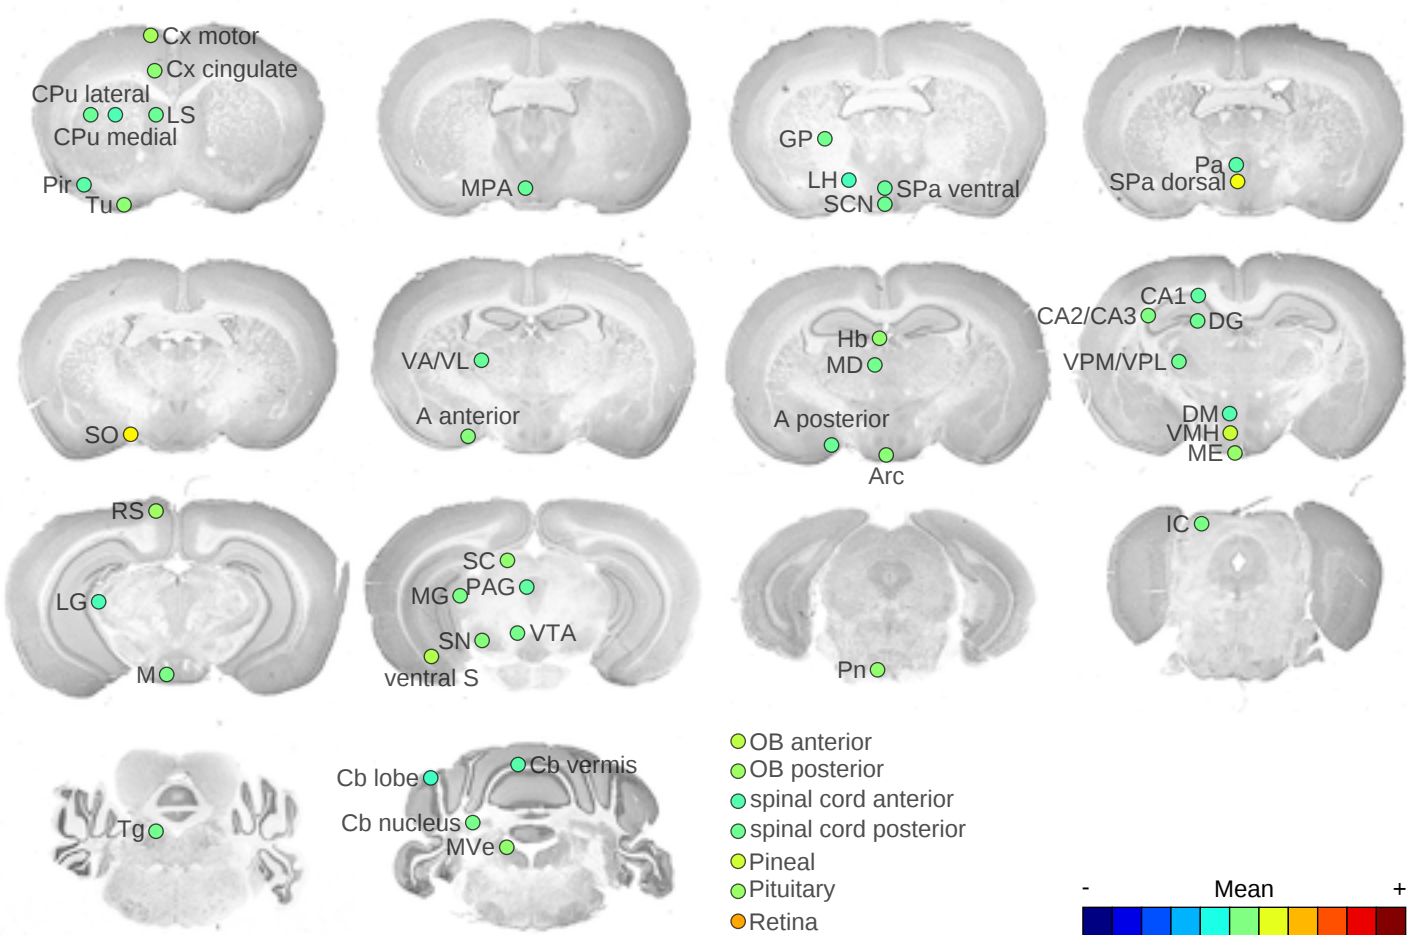 Cx motor
Cx cingulate
CPu lateral
LS
CPu medial
Pir
Tu
MPA
GP
LH
SPa ventral
SCN
Pa
SPa dorsal
SO
VA/VL
A anterior
Hb
MD
A posterior
Arc
CA1
CA2/CA3
DG
VPM/VPL
DM
VMH
ME
RS
LG
M
SC
PAG
MG
SN
VTA
ventral S
Pn
IC
Tg
Cb lobe
Cb vermis
Cb nucleus
MVe
OB anterior
OB posterior
spinal cord anterior
spinal cord posterior
Pineal
Pituitary
Retina
- Mean +